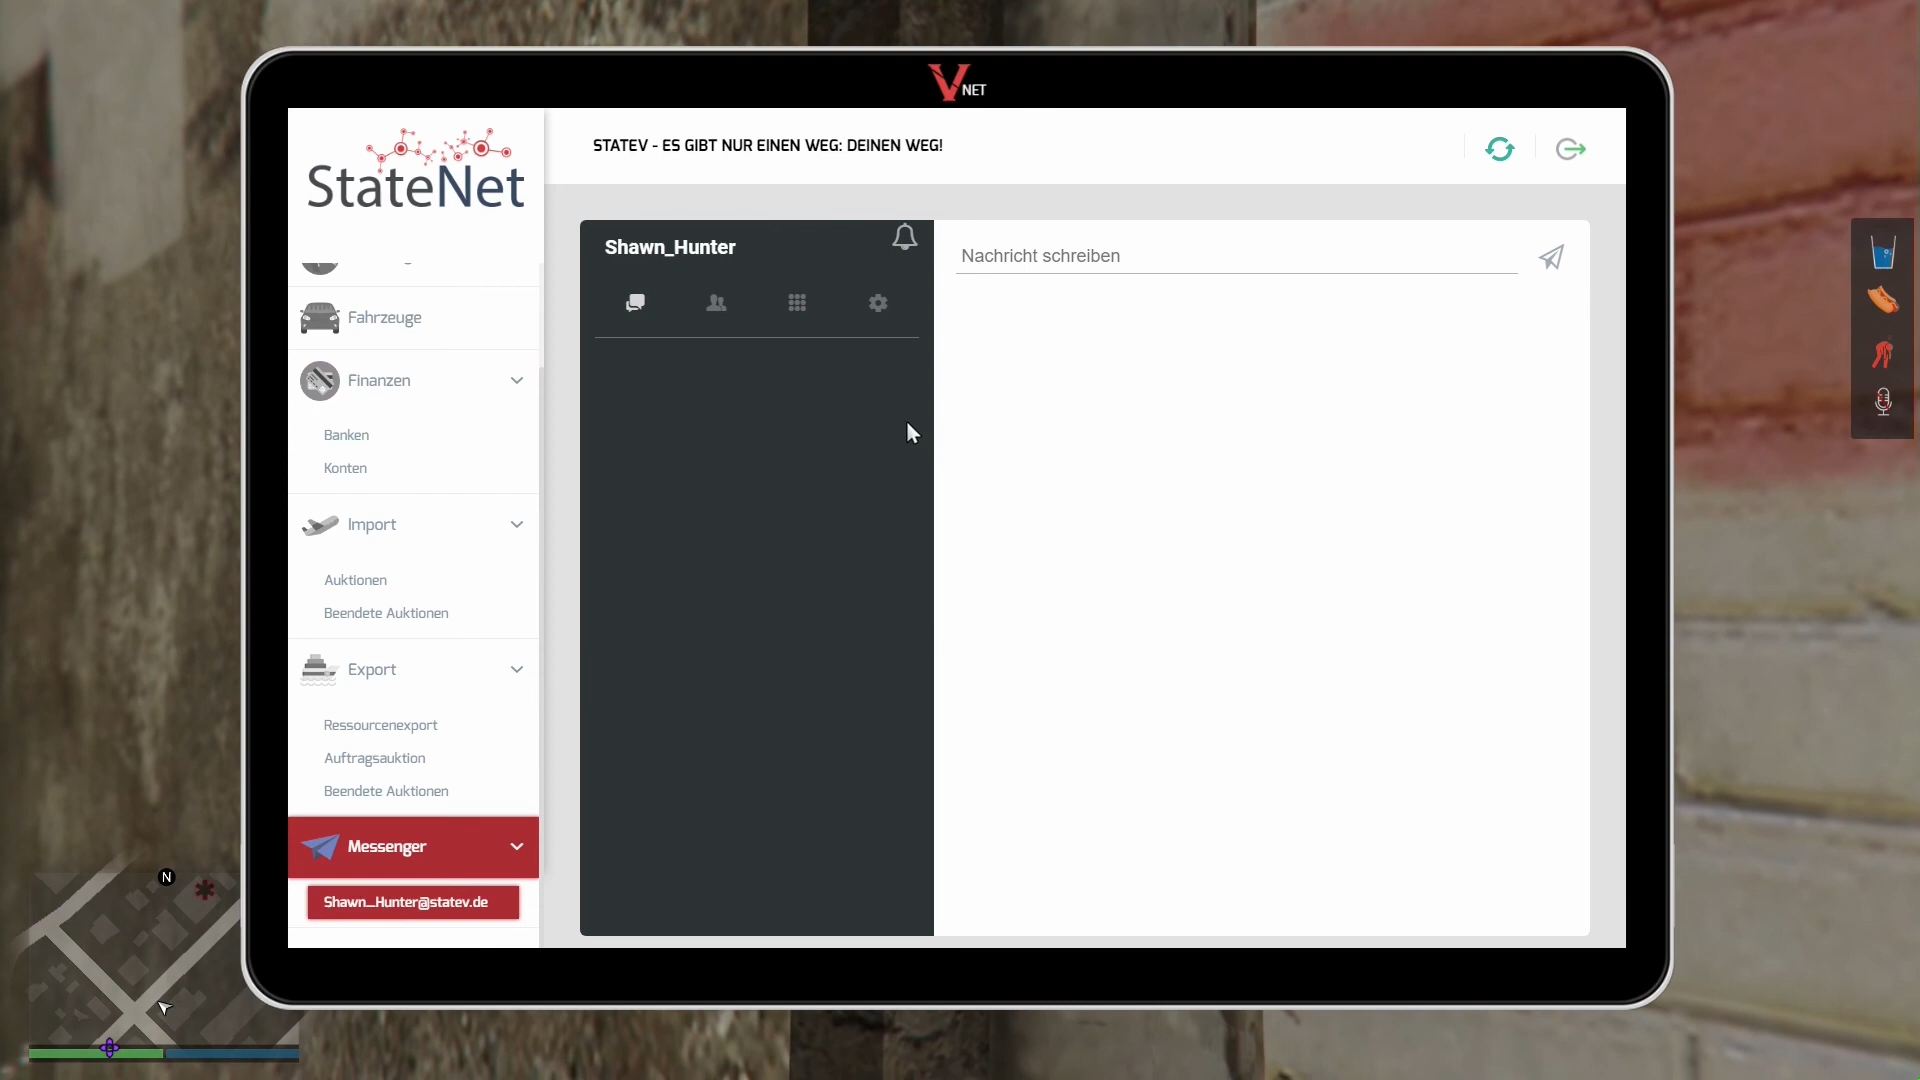 V NET
StateNet
STATEV - ES GIBT NUR EINEN WEG: DEINEN WEG!
Fahrzeuge
Finanzen
Banken
Konten
Import
Auktionen
Beendete Auktionen
Export
Ressourcenexport
Auftragsauktion
Beendete Auktionen
Messenger
Shawn_Hunter@statev.de
Shawn_Hunter
Nachricht schreiben
N